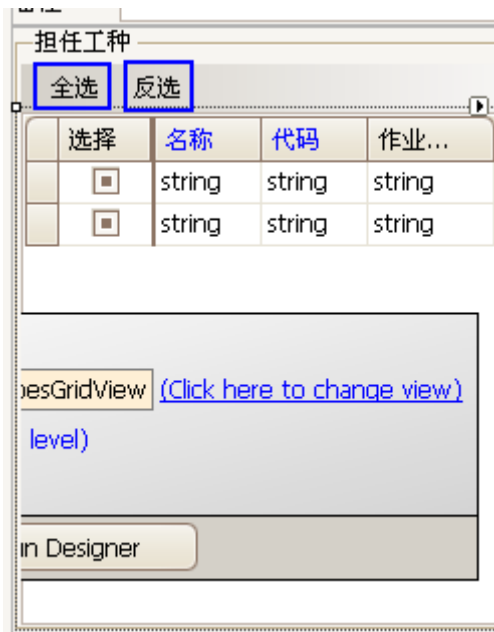 担任工种
全选 反选
选择 名称 代码 作业...
string string string
string string string
esGridView (Click here to change view)
level)
Designer